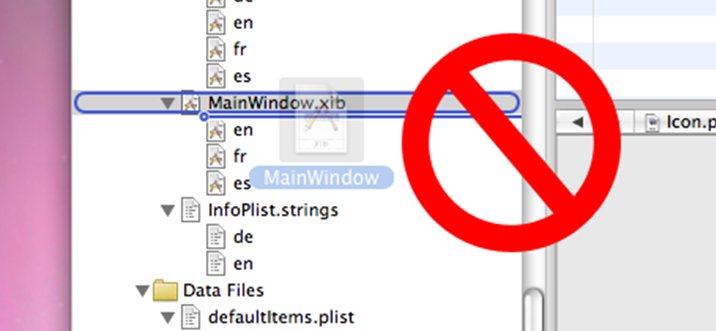 de
en
fr
es
MainWindow.xib
en
fr
es
MainWindow
InfoPlist.strings
de
en
Data Files
defaultItems.plist
XIB
Icon.p